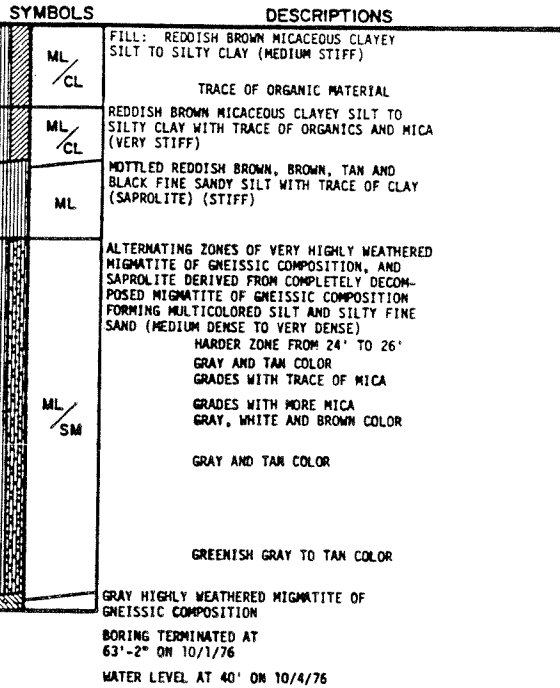 SYMBOLS DESCRIPTIONS
ML/CL
FILL: REDDISH BROWN MICACEOUS CLAYEY
SILT TO SILTY CLAY (MEDIUM STIFF)
TRACE OF ORGANIC MATERIAL
ML/CL
REDDISH BROWN MICACEOUS CLAYEY SILT TO
SILTY CLAY WITH TRACE OF ORGANICS AND MICA
(VERY STIFF)
ML
MOTTLED REDDISH BROWN, BROWN, TAN AND
BLACK FINE SANDY SILT WITH TRACE OF CLAY
(SAPROLITE) (STIFF)
ML/SM
ALTERNATING ZONES OF VERY HIGHLY WEATHERED
MIGMATITE OF GNEISSIC COMPOSITION, AND
SAPROLITE DERIVED FROM COMPLETELY DECOM-
POSED MIGMATITE OF GNEISSIC COMPOSITION
FORMING MULTICOLORED SILT AND SILTY FINE
SAND (MEDIUM DENSE TO VERY DENSE)
HARDER ZONE FROM 24' TO 26'
GRAY AND TAN COLOR
GRADES WITH TRACE OF MICA
GRADES WITH MORE MICA
GRAY, WHITE AND BROWN COLOR
GRAY AND TAN COLOR
GREENISH GRAY TO TAN COLOR
GRAY HIGHLY WEATHERED MIGMATITE OF
GNEISSIC COMPOSITION
BORING TERMINATED AT
63'-2" ON 10/1/76
WATER LEVEL AT 40' ON 10/4/76